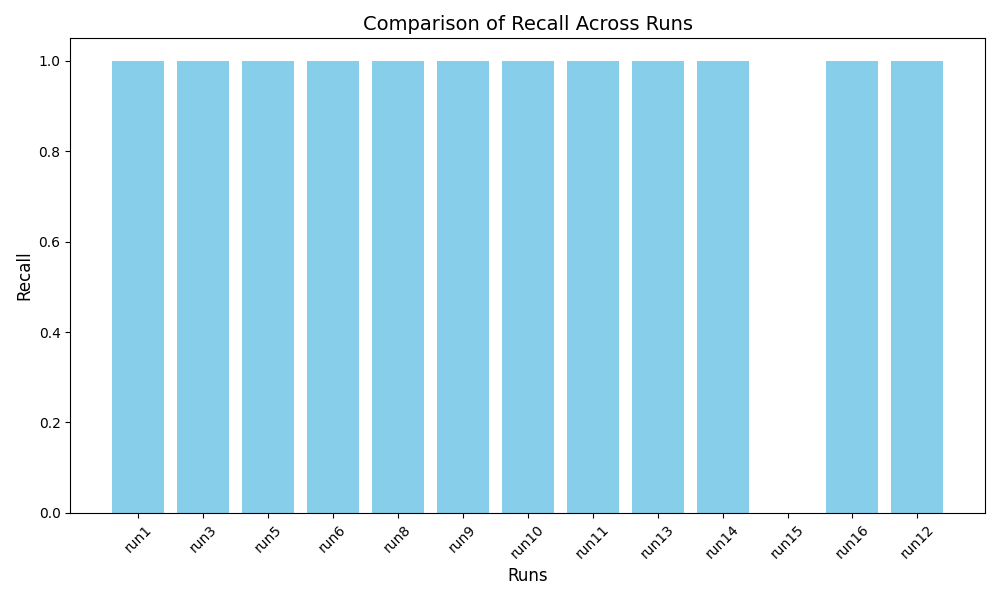 Comparison of Recall Across Runs
1.0
0.8
0.6
0.4
0.2
0.0
Recall
run1 run3 run5 run6 run8 run9 run10 run11 run13 run14 run15 run16 run12
Runs